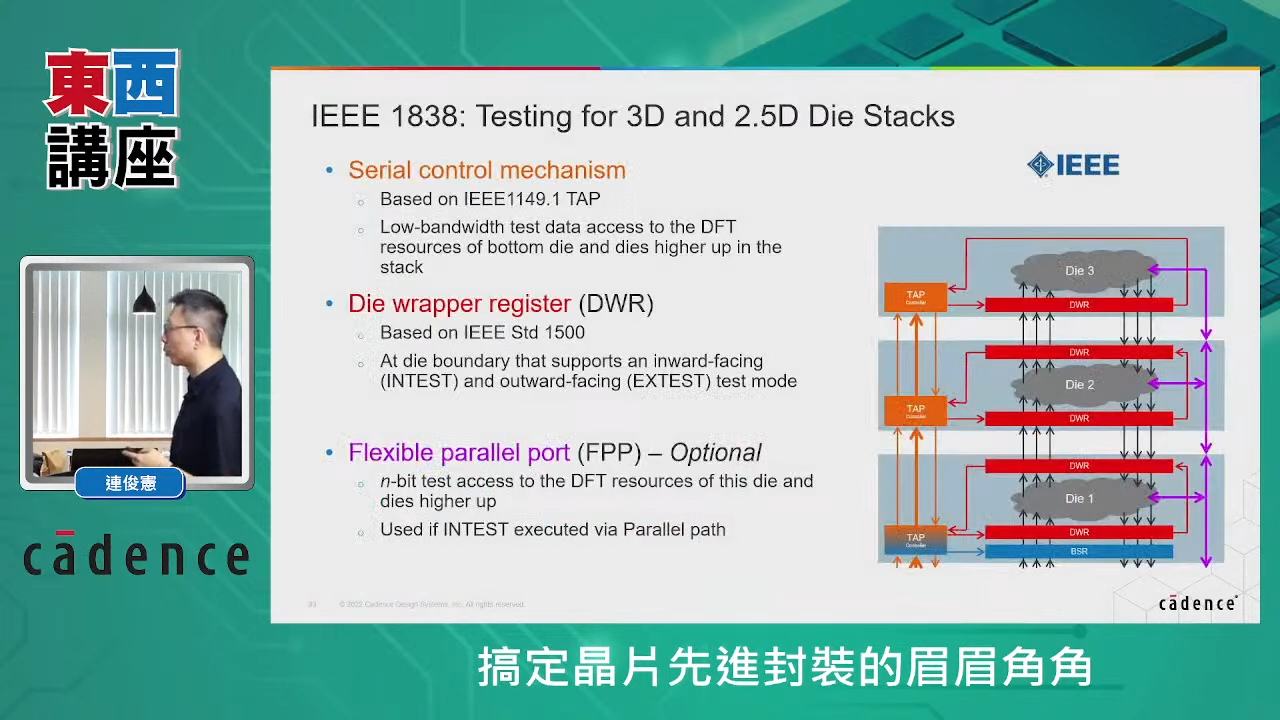 東西
講座
連俊憲
cādence
IEEE 1838: Testing for 3D and 2.5D Die Stacks
• Serial control mechanism
○ Based on IEEE1149.1 TAP
○ Low-bandwidth test data access to the DFT
resources of bottom die and dies higher up in the
stack
• Die wrapper register (DWR)
○ Based on IEEE Std 1500
○ At die boundary that supports an inward-facing
(INTEST) and outward-facing (EXTEST) test mode
• Flexible parallel port (FPP) – Optional
○ n-bit test access to the DFT resources of this die and
dies higher up
○ Used if INTEST executed via Parallel path
IEEE
Die 3
TAP
Controller
DWR
DWR
Die 2
TAP
Controller
DWR
DWR
Die 1
TAP
Controller
DWR
BSR
© 2022 Cadence Design Systems, Inc. All rights reserved.
cādence®
搞定晶片先進封裝的眉眉角角